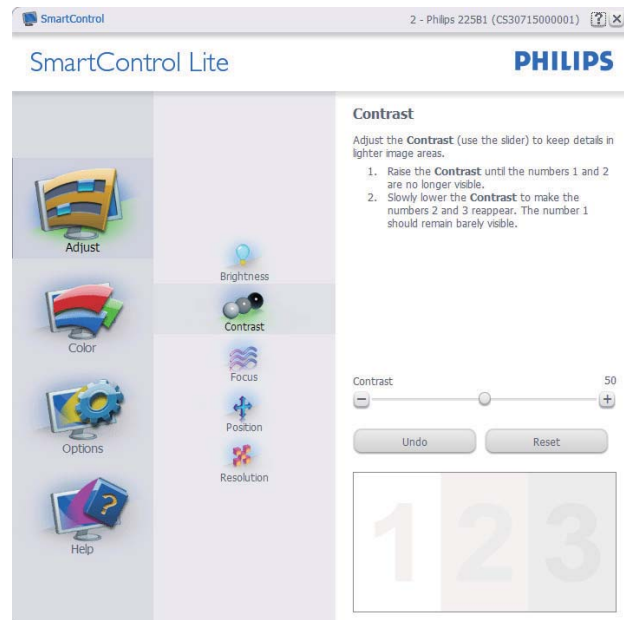 SmartControl
2 - Philips 225B1 (CS30715000001)
SmartControl Lite
PHILIPS
Adjust
Color
Options
Help
Brightness
Contrast
Focus
Position
Resolution
Contrast
Adjust the Contrast (use the slider) to keep details in
lighter image areas.
1. Raise the Contrast until the numbers 1 and 2
are no longer visible.
2. Slowly lower the Contrast to make the
numbers 2 and 3 reappear. The number 1
should remain barely visible.
Contrast 50
Undo Reset
1 2 3